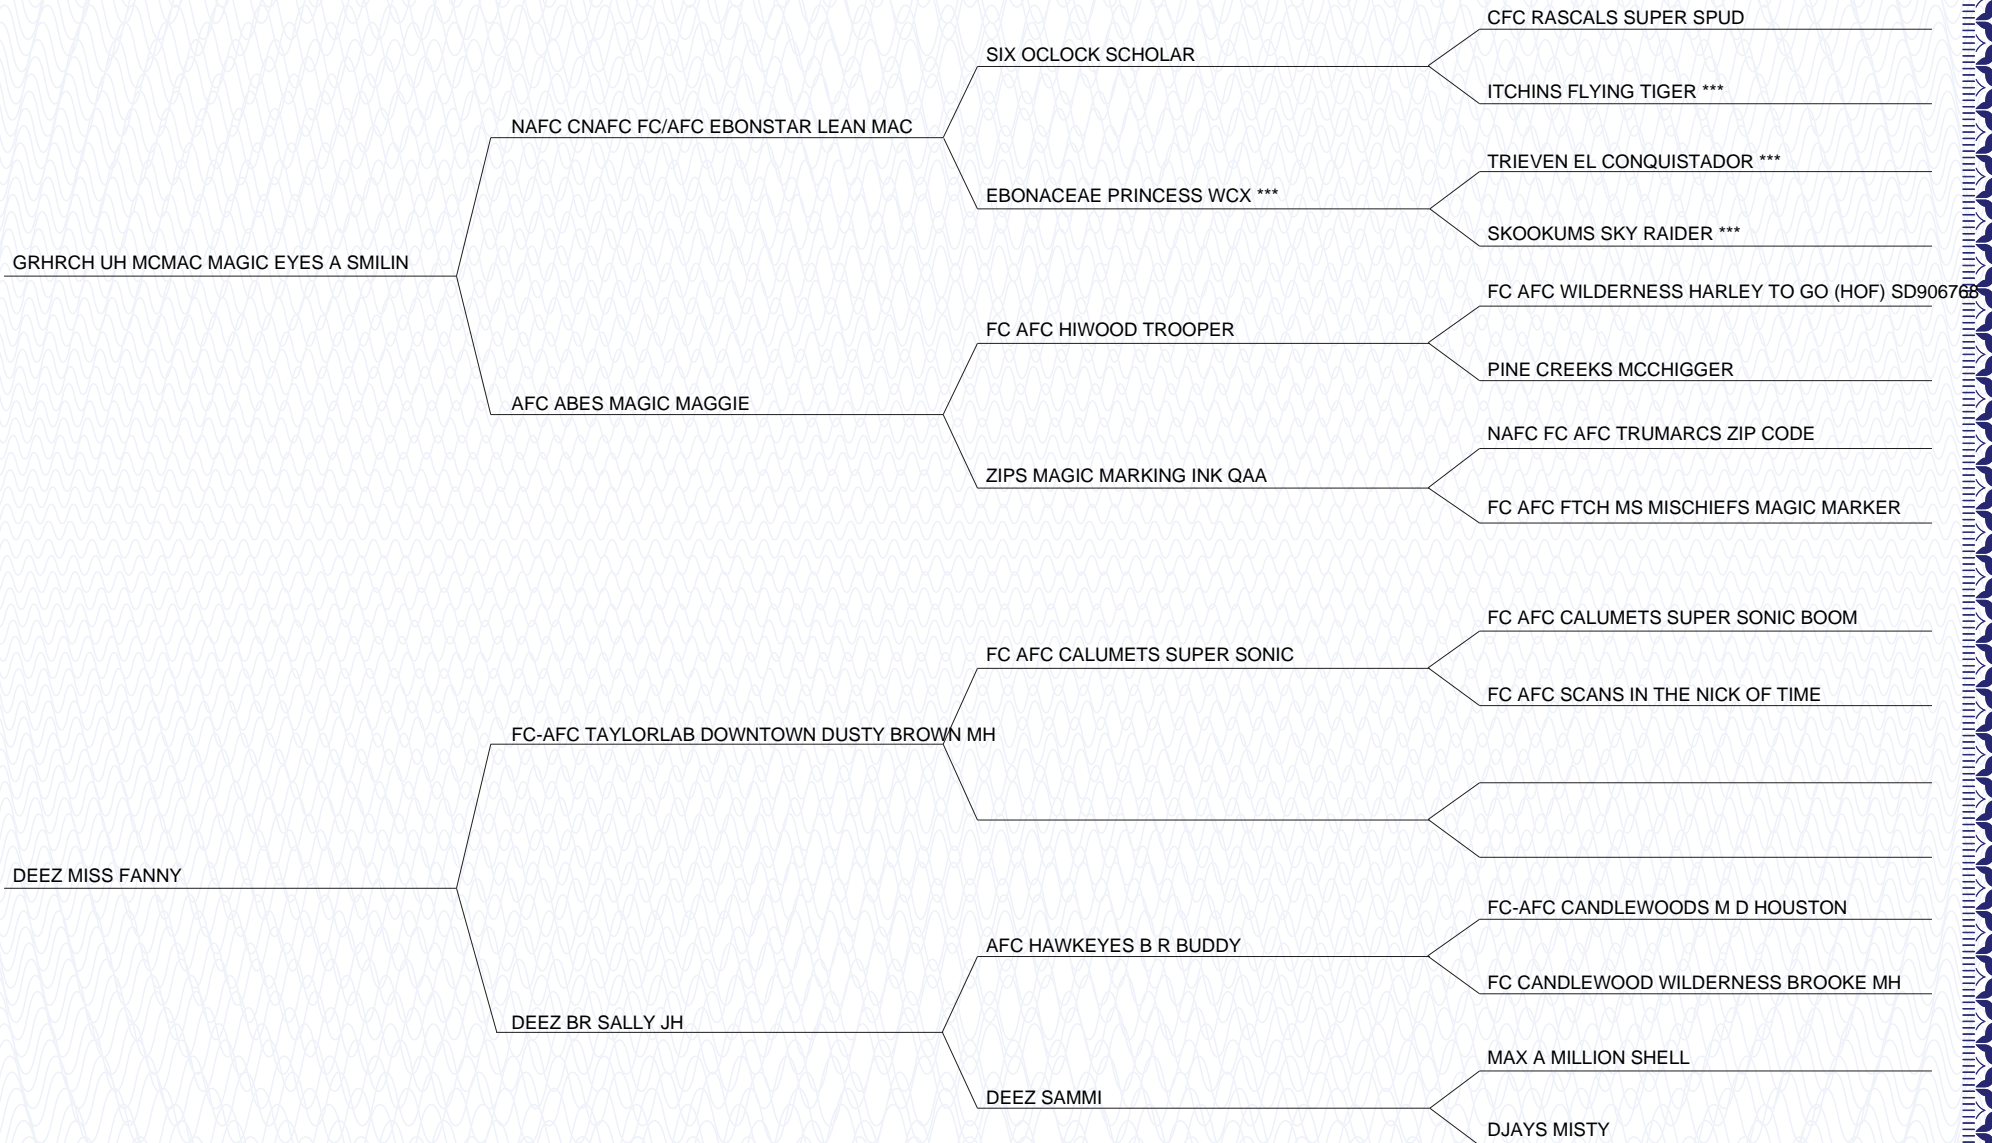 CFC RASCALS SUPER SPUD
SIX OCLOCK SCHOLAR
ITCHINS FLYING TIGER ***
NAFC CNAFC FC/AFC EBONSTAR LEAN MAC
TRIEVEN EL CONQUISTADOR ***
EBONACEAE PRINCESS WCX ***
SKOOKUMS SKY RAIDER ***
GRHRCH UH MCMAC MAGIC EYES A SMILIN
FC AFC WILDERNESS HARLEY TO GO (HOF) SD906768
FC AFC HIWOOD TROOPER
PINE CREEKS MCCHIGGER
AFC ABES MAGIC MAGGIE
NAFC FC AFC TRUMARCS ZIP CODE
ZIPS MAGIC MARKING INK QAA
FC AFC FTCH MS MISCHIEFS MAGIC MARKER
FC AFC CALUMETS SUPER SONIC BOOM
FC AFC CALUMETS SUPER SONIC
FC AFC SCANS IN THE NICK OF TIME
FC-AFC TAYLORLAB DOWNTOWN DUSTY BROWN MH
DEEZ MISS FANNY
FC-AFC CANDLEWOODS M D HOUSTON
AFC HAWKEYES B R BUDDY
FC CANDLEWOOD WILDERNESS BROOKE MH
DEEZ BR SALLY JH
MAX A MILLION SHELL
DEEZ SAMMI
DJAYS MISTY